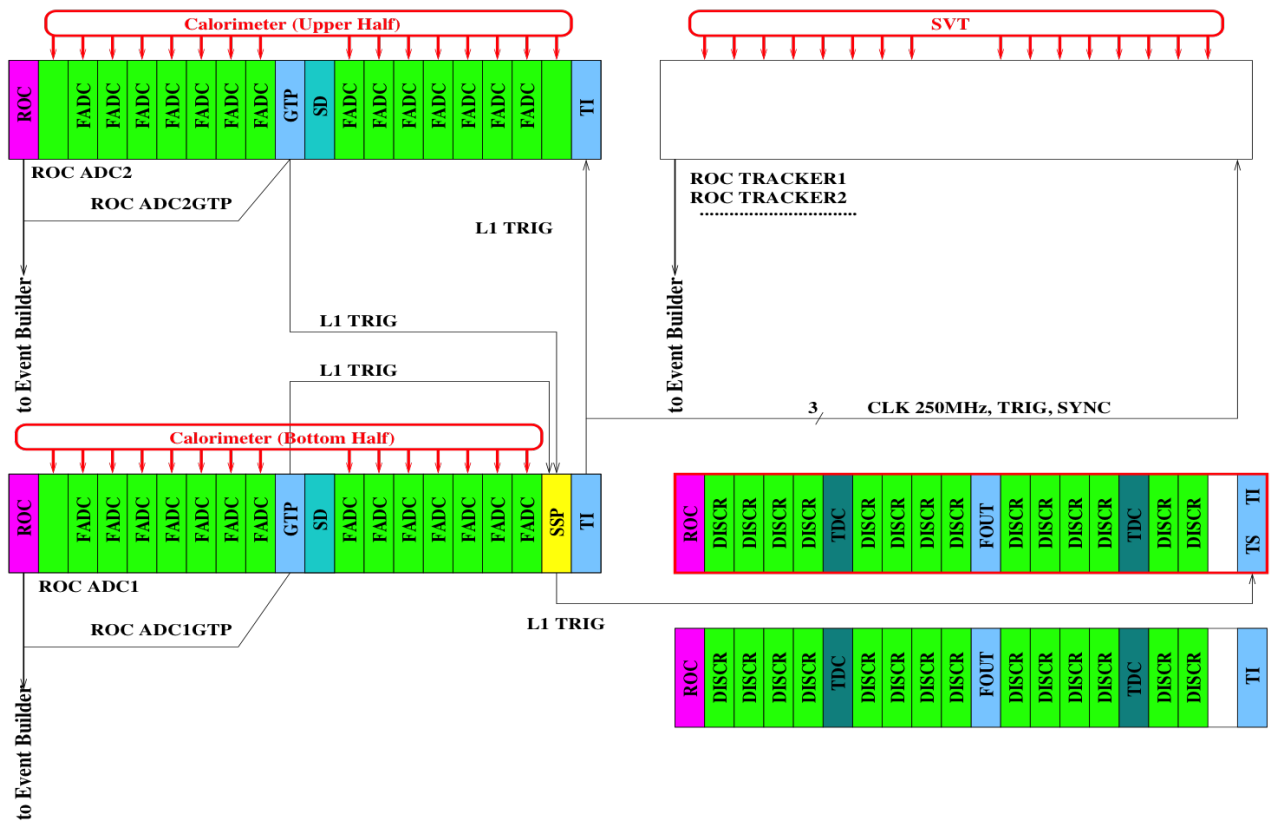 Calorimeter (Upper Half)
SVT
ROC FADC FADC FADC FADC FADC FADC FADC GTP SD FADC FADC FADC FADC FADC FADC FADC TI
ROC ADC2
ROC ADC2GTP
ROC TRACKER1
ROC TRACKER2
L1 TRIG
to Event Builder
to Event Builder
L1 TRIG
L1 TRIG
3 CLK 250MHz, TRIG, SYNC
Calorimeter (Bottom Half)
ROC FADC FADC FADC FADC FADC FADC FADC GTP SD FADC FADC FADC FADC FADC FADC FADC SSP TI
ROC DISCR DISCR DISCR DISCR TDC DISCR DISCR DISCR DISCR FOUT DISCR DISCR DISCR DISCR TDC DISCR DISCR TS TI
ROC ADC1
ROC ADC1GTP
L1 TRIG
ROC DISCR DISCR DISCR DISCR TDC DISCR DISCR DISCR DISCR FOUT DISCR DISCR DISCR DISCR TDC DISCR DISCR TI
to Event Builder